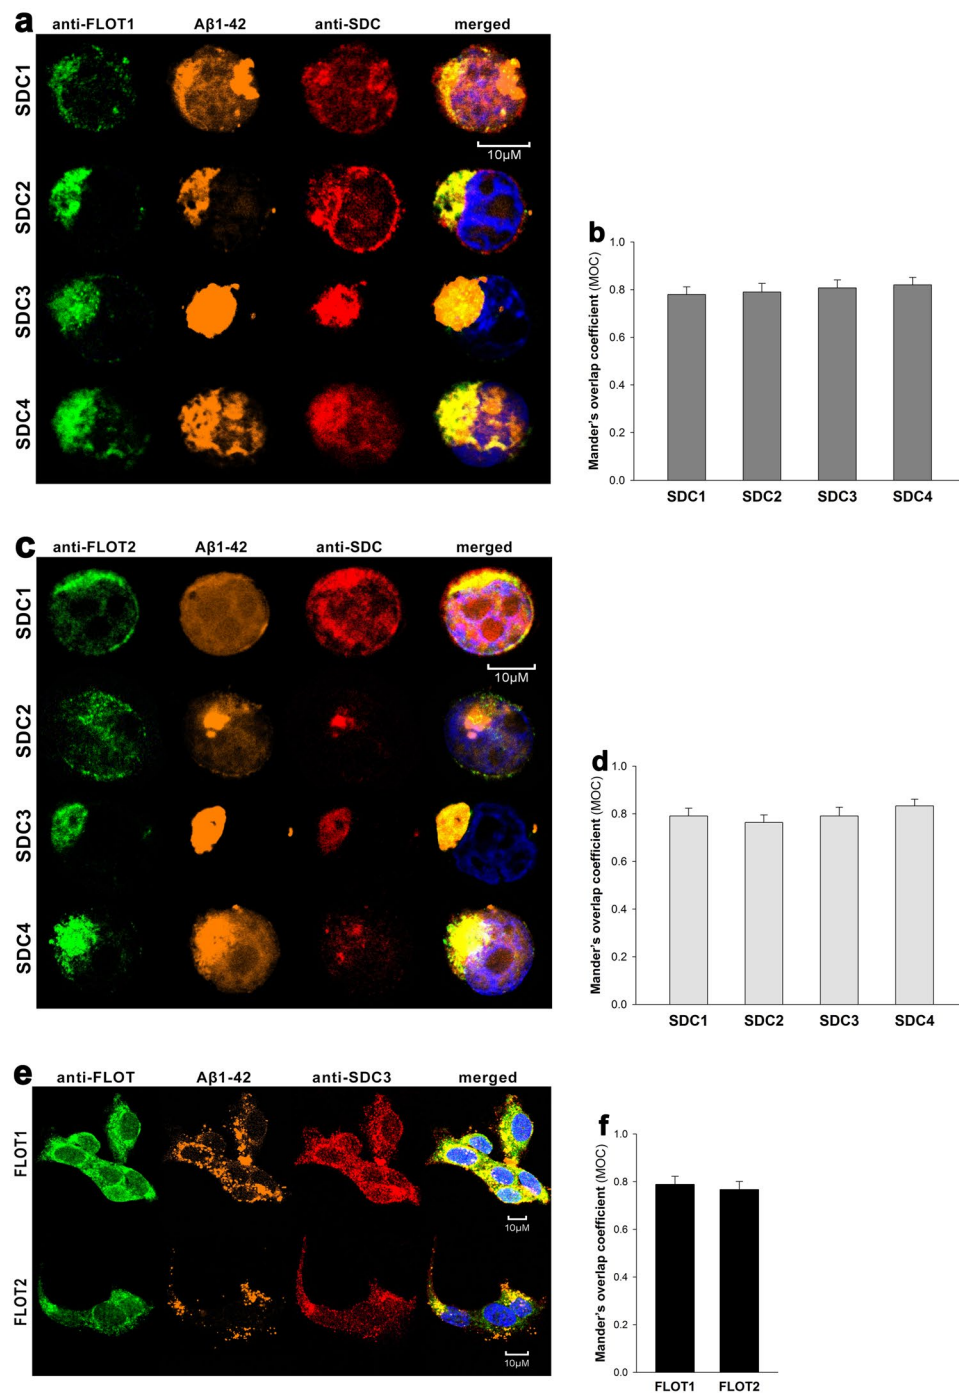 a
anti-FLOT1 Aβ1-42 anti-SDC merged
SDC1
10µM
SDC2
SDC3
SDC4
b
Mander's overlap coefficient (MOC)
1.0
0.8
0.6
0.4
0.2
0.0
SDC1 SDC2 SDC3 SDC4
c
anti-FLOT2 Aβ1-42 anti-SDC merged
SDC1
10µM
SDC2
SDC3
SDC4
d
Mander's overlap coefficient (MOC)
1.0
0.8
0.6
0.4
0.2
0.0
SDC1 SDC2 SDC3 SDC4
e
anti-FLOT Aβ1-42 anti-SDC3 merged
FLOT1
10µM
FLOT2
10µM
f
Mander's overlap coefficient (MOC)
1.0
0.8
0.6
0.4
0.2
0.0
FLOT1 FLOT2